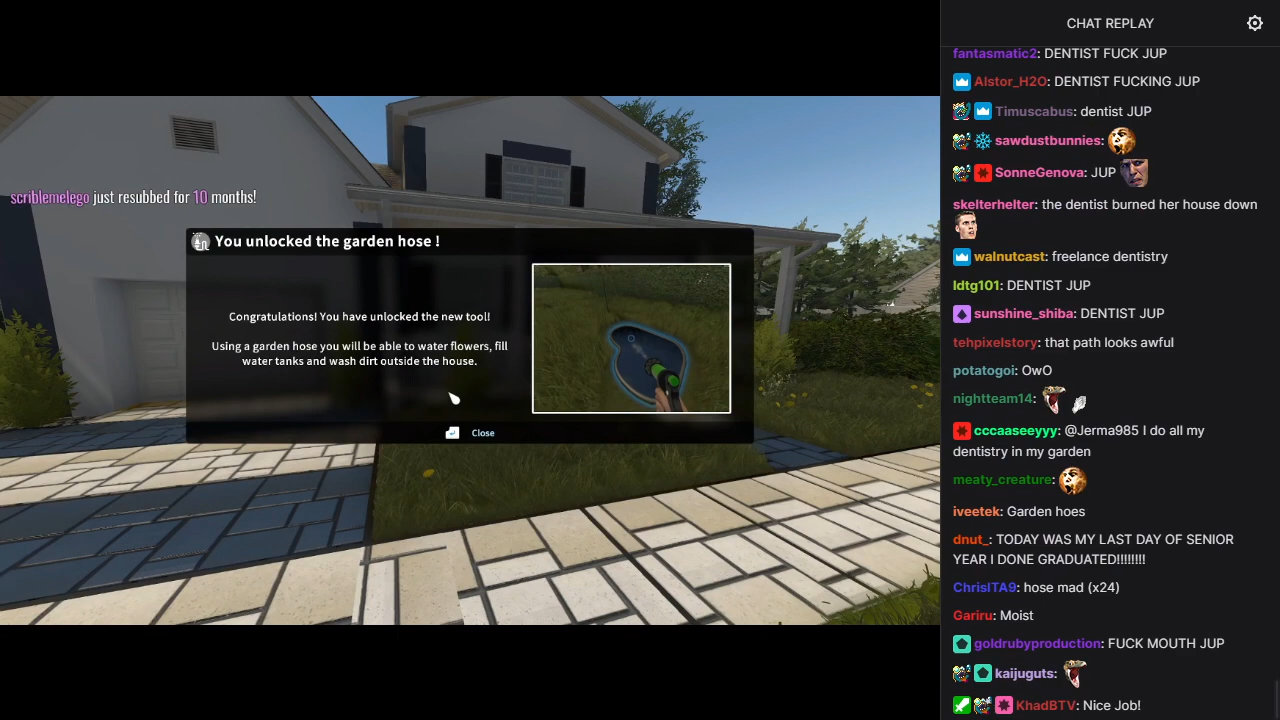 scriblemelego just resubbed for 10 months!
You unlocked the garden hose !
Congratulations! You have unlocked the new tool!
Using a garden hose you will be able to water flowers, fill
water tanks and wash dirt outside the house.
Close
CHAT REPLAY
fantasmatic2: DENTIST FUCK JUP
Alstor_H2O: DENTIST FUCKING JUP
Timuscabus: dentist JUP
sawdustbunnies:
SonneGenova: JUP
skelterhelter: the dentist burned her house down
walnutcast: freelance dentistry
ldtg101: DENTIST JUP
sunshine_shiba: DENTIST JUP
tehpixelstory: that path looks awful
potatogoi: OwO
nightteam14:
cccaaseeyyy: @Jerma985 I do all my
dentistry in my garden
meaty_creature:
iveetek: Garden hoes
dnut_: TODAY WAS MY LAST DAY OF SENIOR
YEAR I DONE GRADUATED!!!!!!!!
ChrisITA9: hose mad (x24)
Gariru: Moist
goldrubyproduction: FUCK MOUTH JUP
kaijuguts:
KhadBTV: Nice Job!